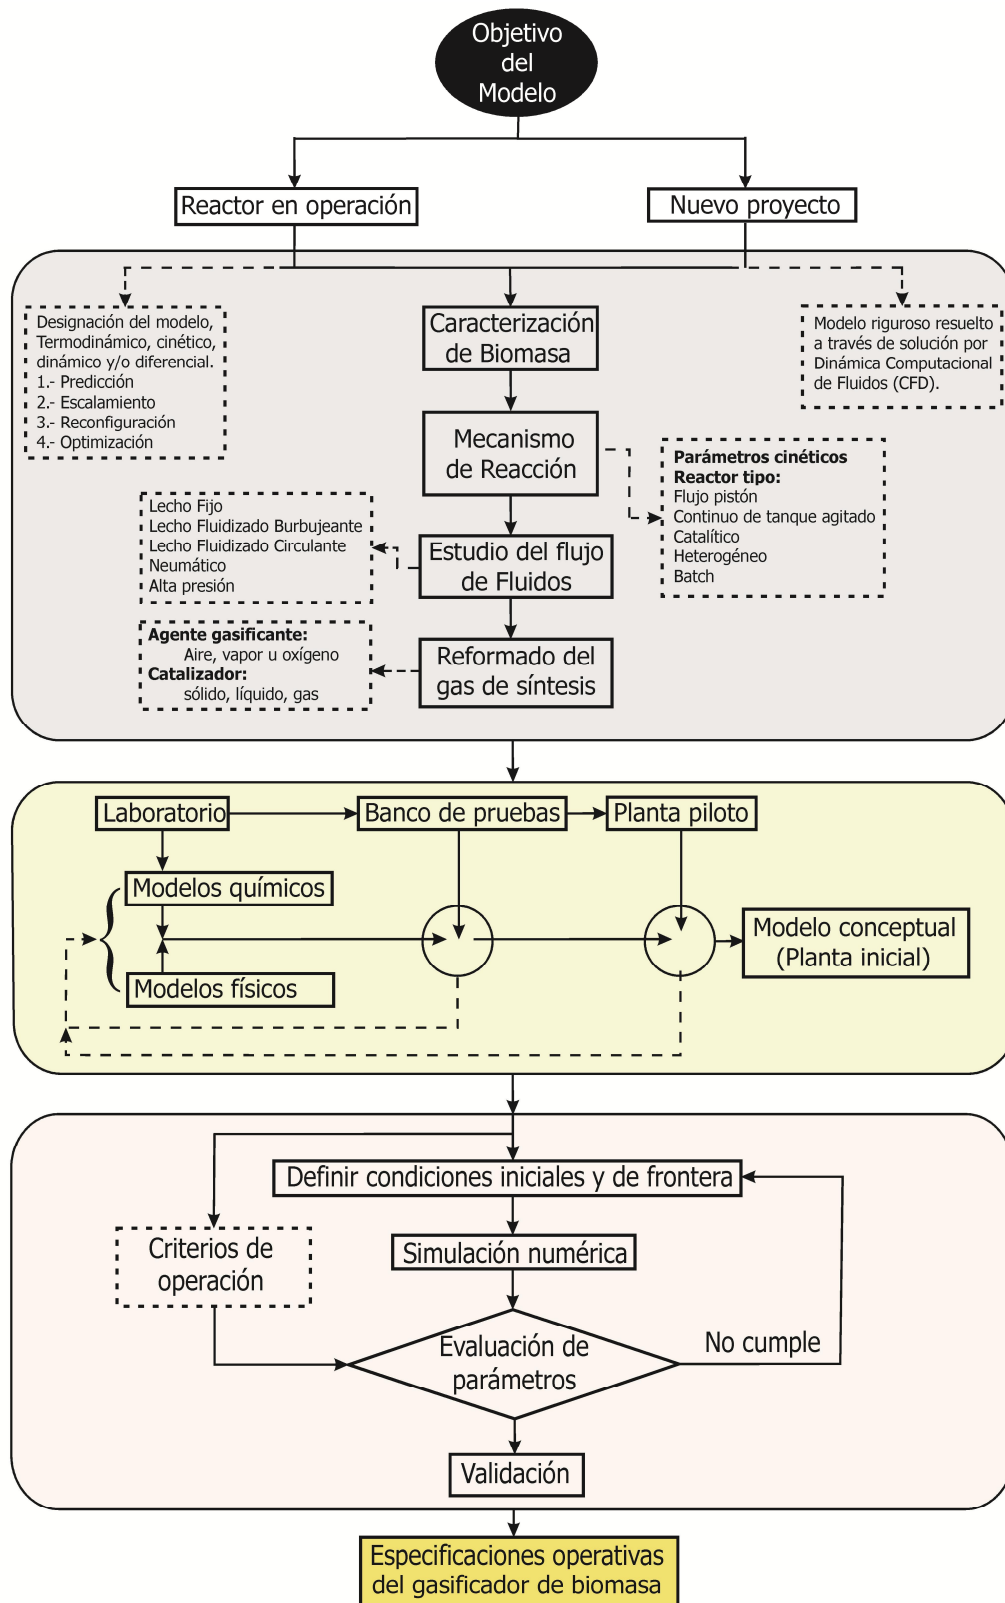 Objetivo
del
Modelo
Reactor en operación
Nuevo proyecto
Designación del modelo,
Termodinámico, cinético,
dinámico y/o diferencial.
1.- Predicción
2.- Escalamiento
3.- Reconfiguración
4.- Optimización
Caracterización
de Biomasa
Modelo riguroso resuelto
a través de solución por
Dinámica Computacional
de Fluidos (CFD).
Mecanismo
de Reacción
Parámetros cinéticos
Reactor tipo:
Flujo pistón
Continuo de tanque agitado
Catalítico
Heterogéneo
Batch
Lecho Fijo
Lecho Fluidizado Burbujeante
Lecho Fluidizado Circulante
Neumático
Alta presión
Estudio del flujo
de Fluidos
Agente gasificante:
Aire, vapor u oxígeno
Catalizador:
sólido, líquido, gas
Reformado del
gas de síntesis
Laboratorio
Banco de pruebas
Planta piloto
Modelos químicos
Modelos físicos
Modelo conceptual
(Planta inicial)
Definir condiciones iniciales y de frontera
Criterios de
operación
Simulación numérica
Evaluación de
parámetros
No cumple
Validación
Especificaciones operativas
del gasificador de biomasa